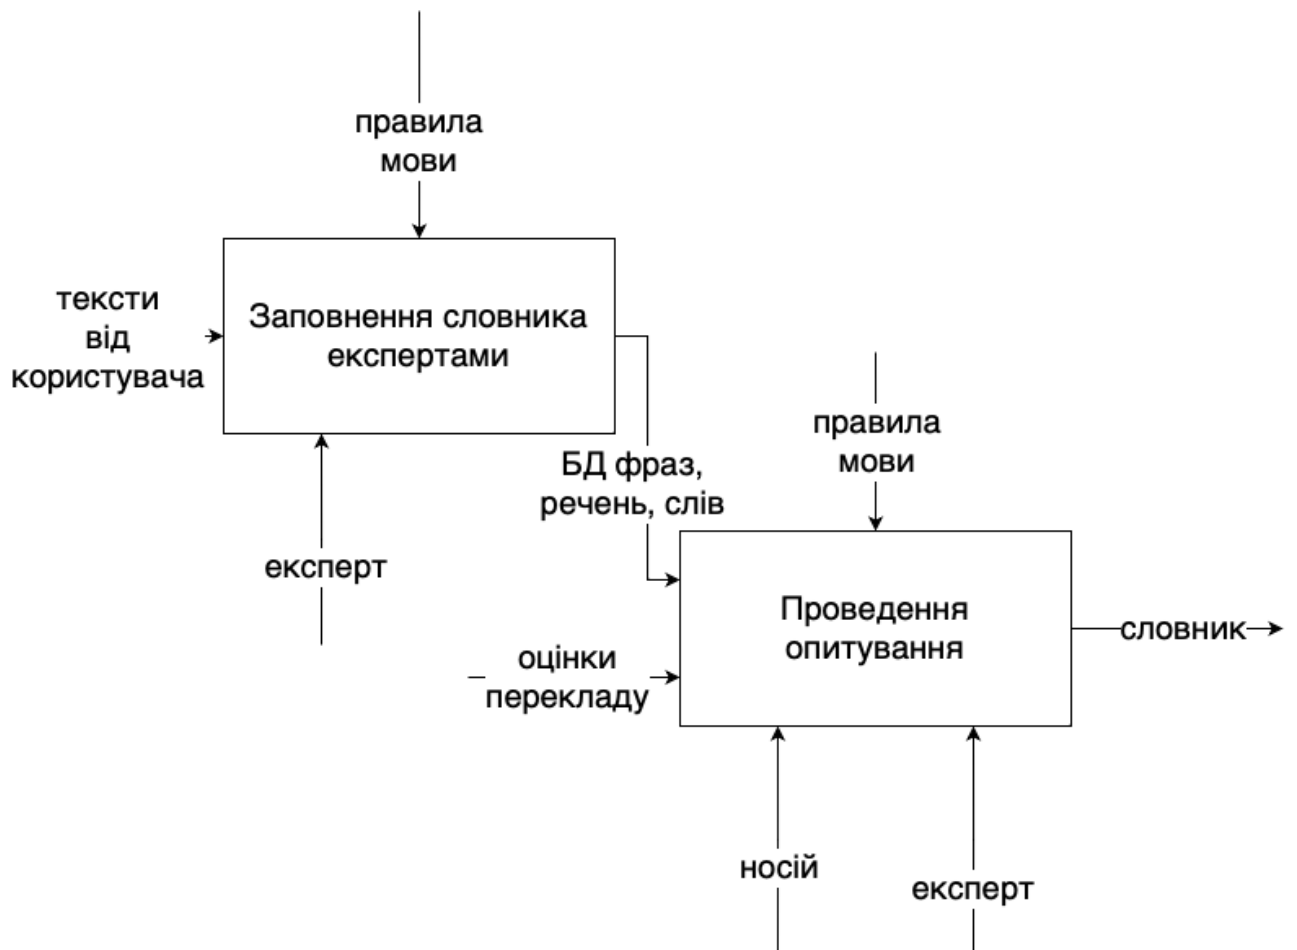 правила
мови
тексти
від
користувача
Заповнення словника
експертами
БД фраз,
речень, слів
правила
мови
експерт
Проведення
опитування
словник
оцінки
перекладу
носій
експерт